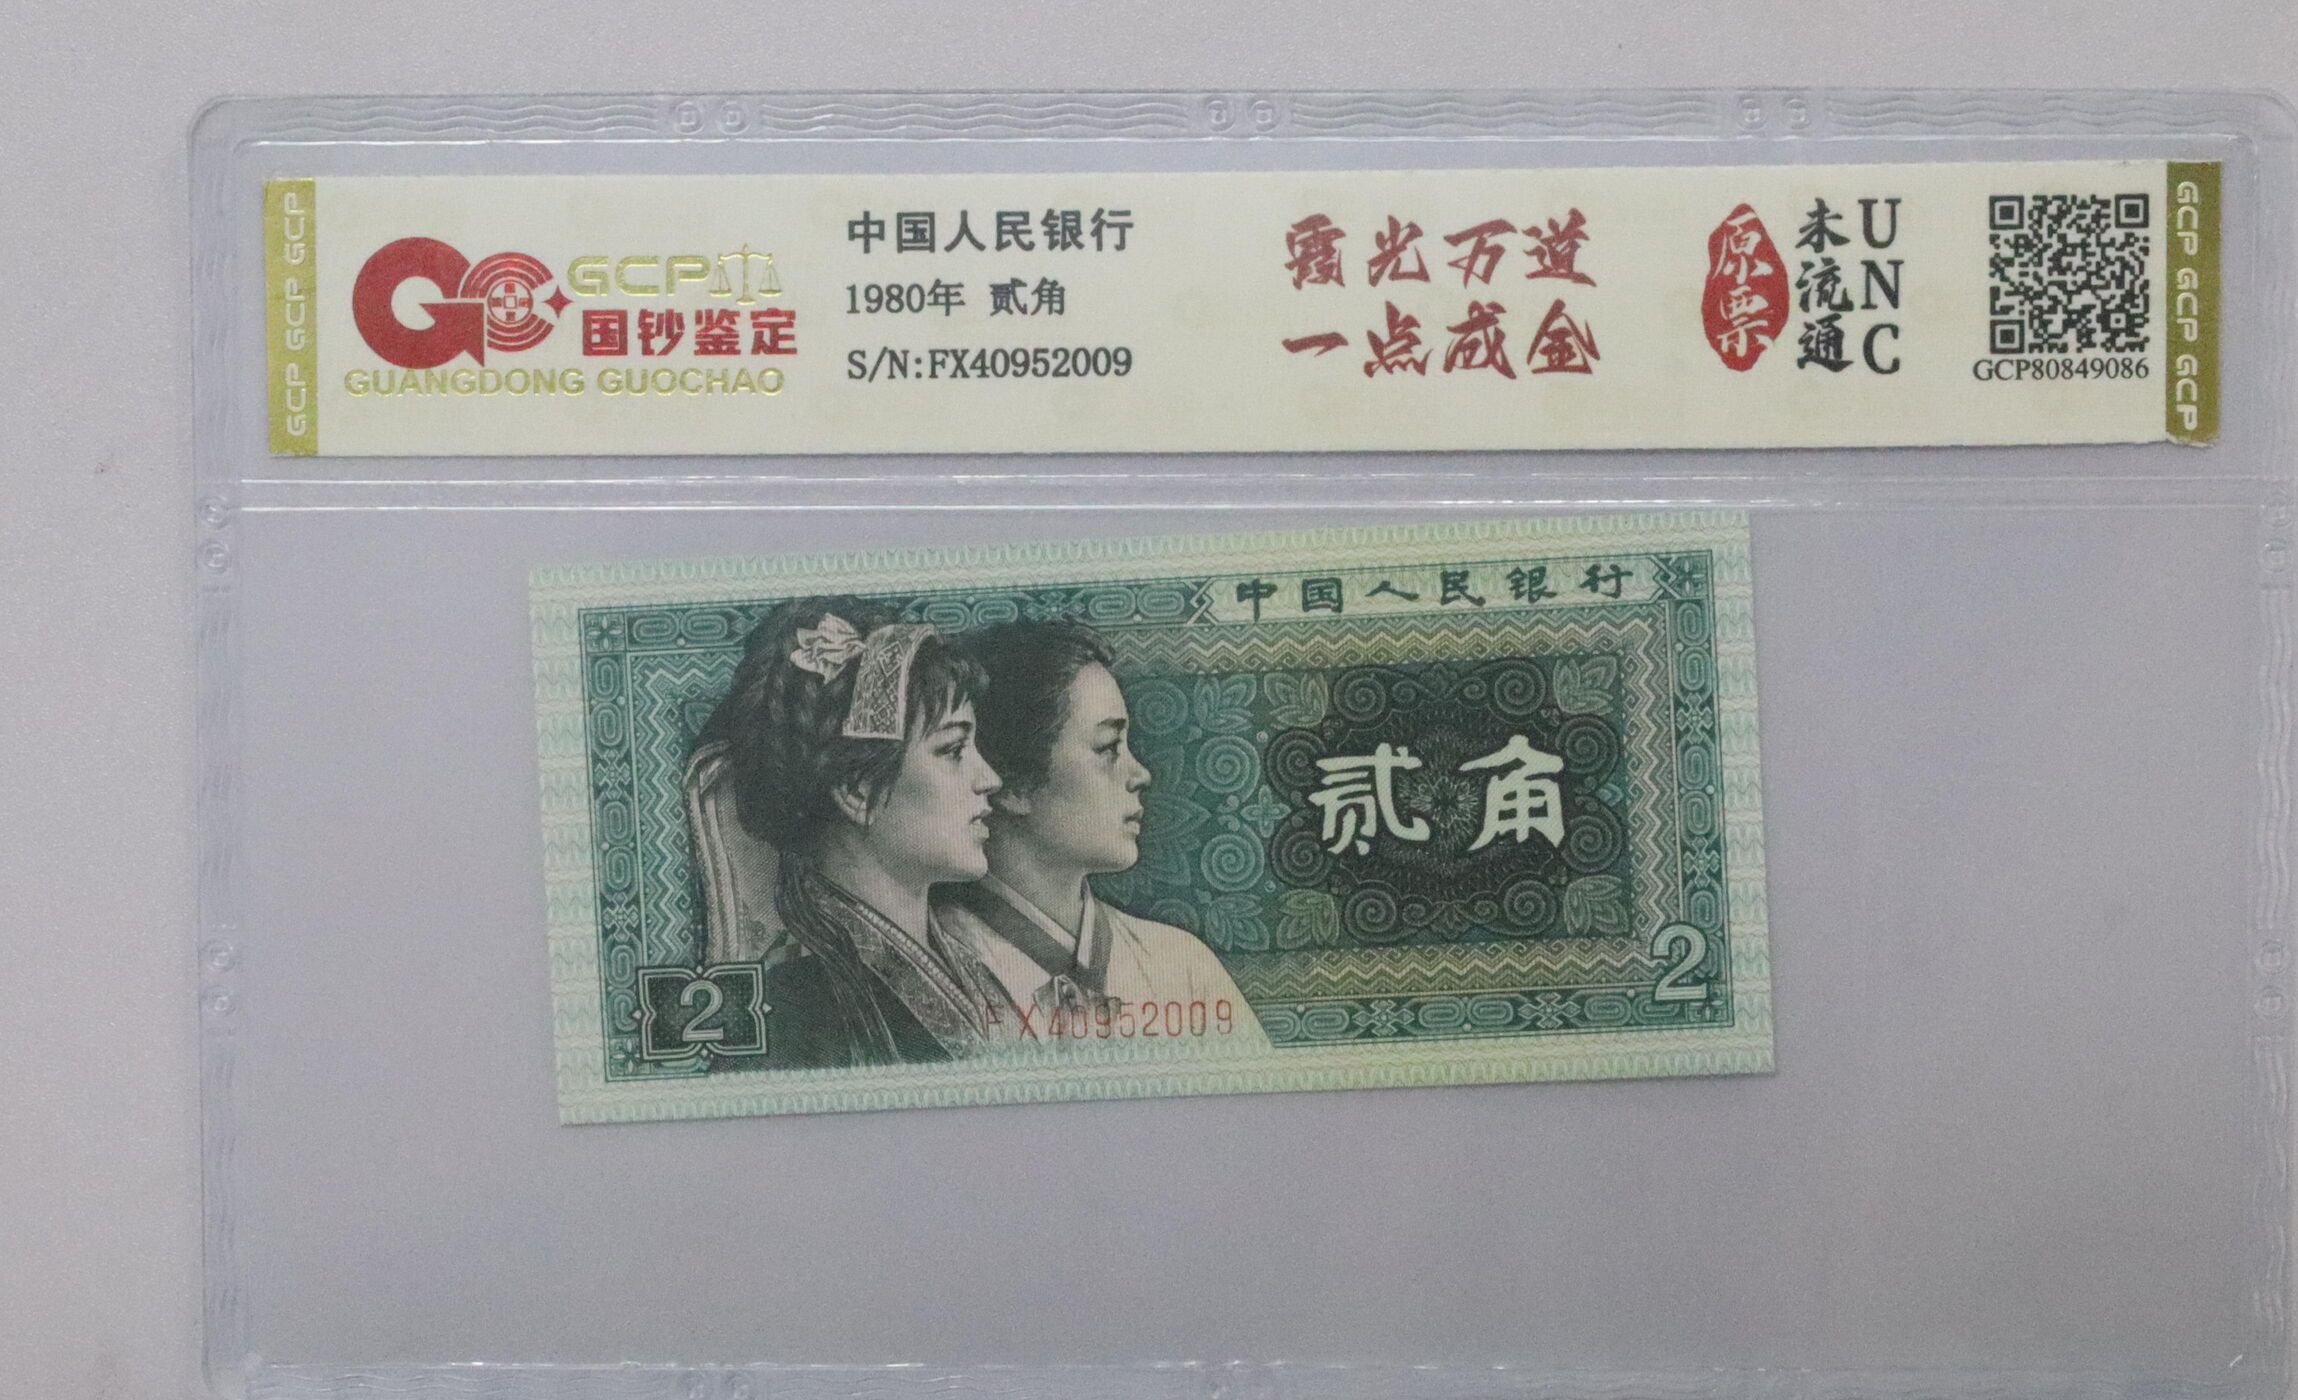 GCP GCP GCP GCP
GCP
国钞鉴定
GUANGDONG GUOCHAO
中国人民银行
1980年 贰角
S/N:FX40952009
霞光万道
一点成金
原票
未流通
UNC
GCP80849086
GCP GCP GCP GCP
中国人民银行
贰角
2
2
FX40952009